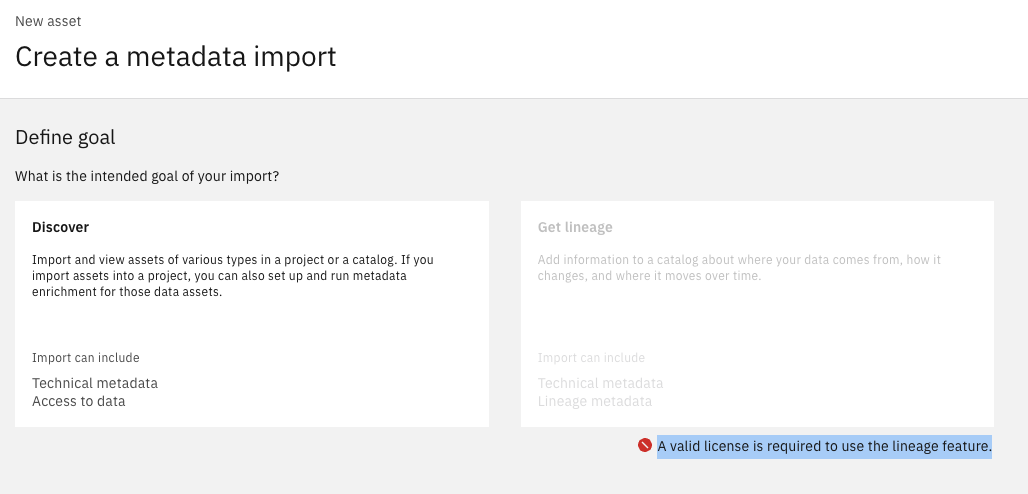 New asset
Create a metadata import
Define goal
What is the intended goal of your import?
Discover
Import and view assets of various types in a project or a catalog. If you
import assets into a project, you can also set up and run metadata
enrichment for those data assets.
Import can include
Technical metadata
Access to data
Get lineage
Add information to a catalog about where your data comes from, how it
changes, and where it moves over time.
Import can include
Technical metadata
Lineage metadata
A valid license is required to use the lineage feature.